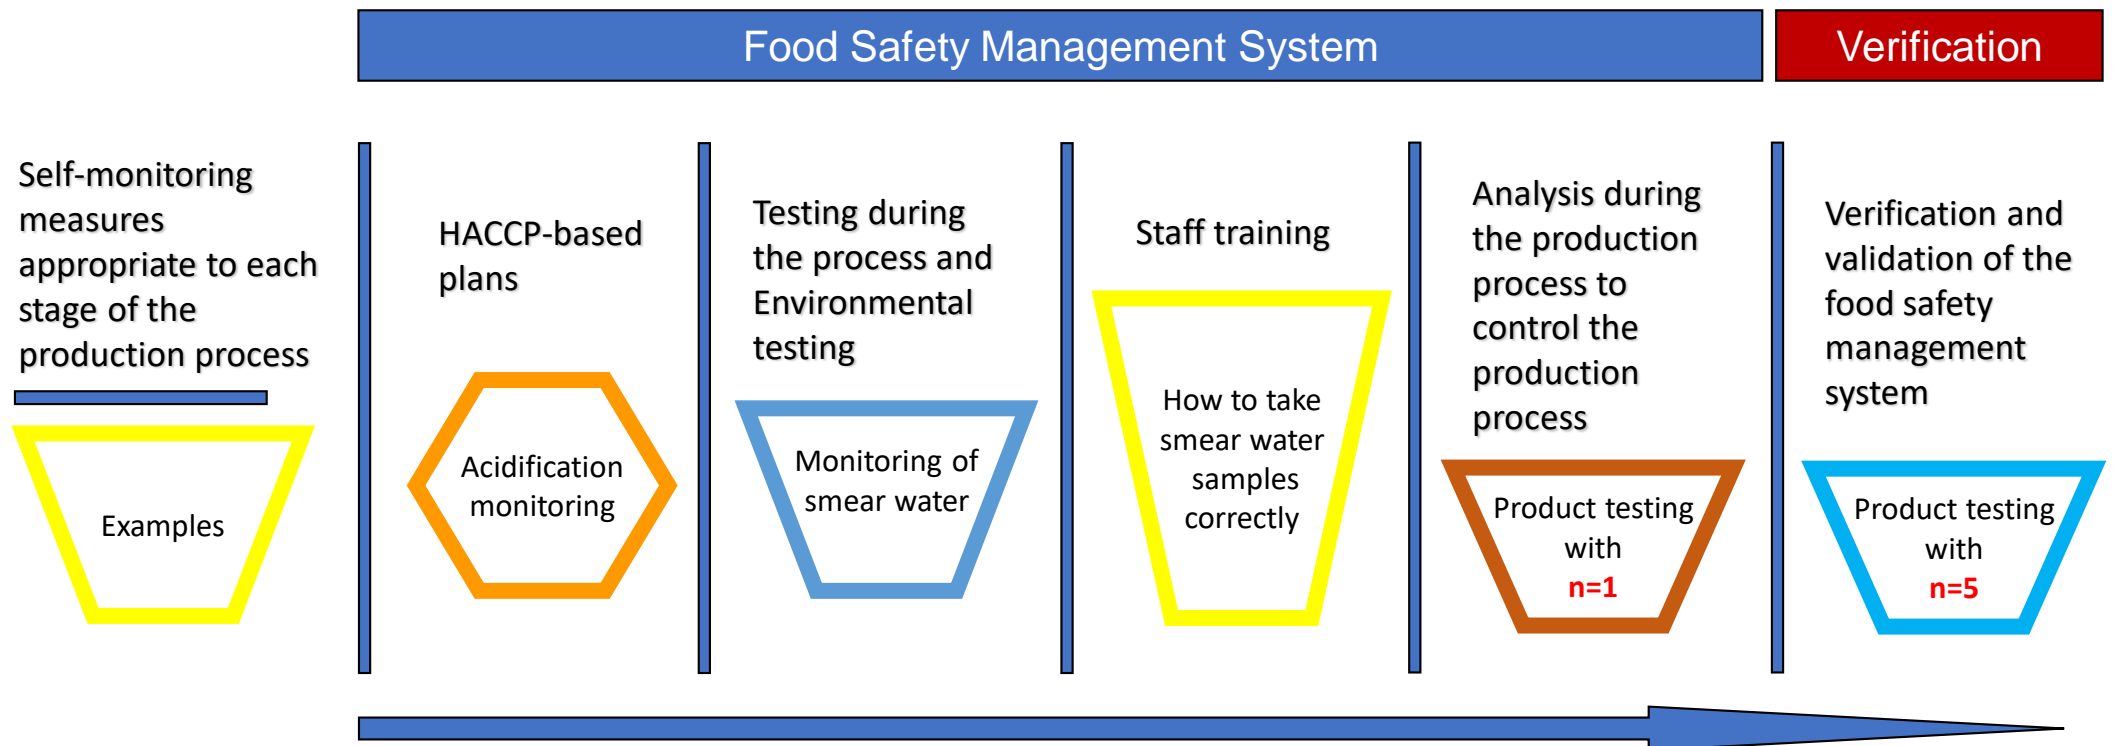 Food Safety Management System
Verification
Self-monitoring
measures
appropriate to each
stage of the
production process
Examples
HACCP-based
plans
Acidification
monitoring
Testing during
the process and
Environmental
testing
Monitoring of
smear water
Staff training
How to take
smear water
samples
correctly
Analysis during
the production
process to
control the
production
process
Product testing
with
n=1
Verification and
validation of the
food safety
management
system
Product testing
with
n=5